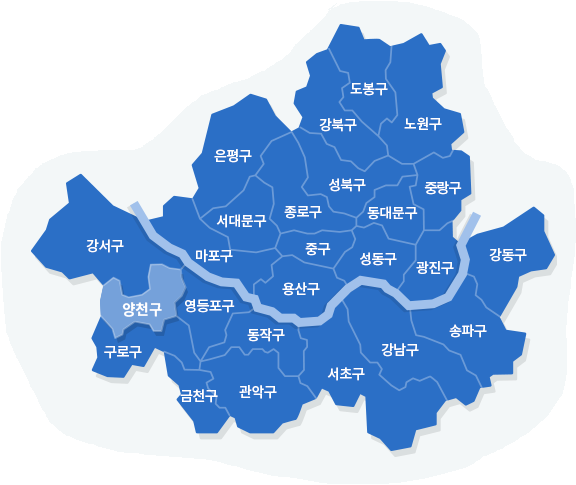 도봉구
강북구
노원구
은평구
성북구
중랑구
서대문구
종로구
동대문구
강서구
마포구
중구
성동구
광진구
강동구
용산구
양천구
영등포구
동작구
송파구
구로구
강남구
서초구
금천구
관악구